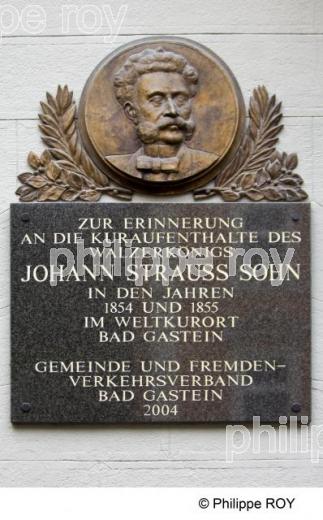 ZUR ERINNERUNG
AN DIE KURAUFENTHALTE DES
WALZERKÖNIGS
JOHANN STRAUSS SOHN
IN DEN JAHREN
1854 UND 1855
IM WELTKURORT
BAD GASTEIN
GEMEINDE UND FREMDEN-
VERKEHRSVERBAND
BAD GASTEIN
2004
© Philippe ROY